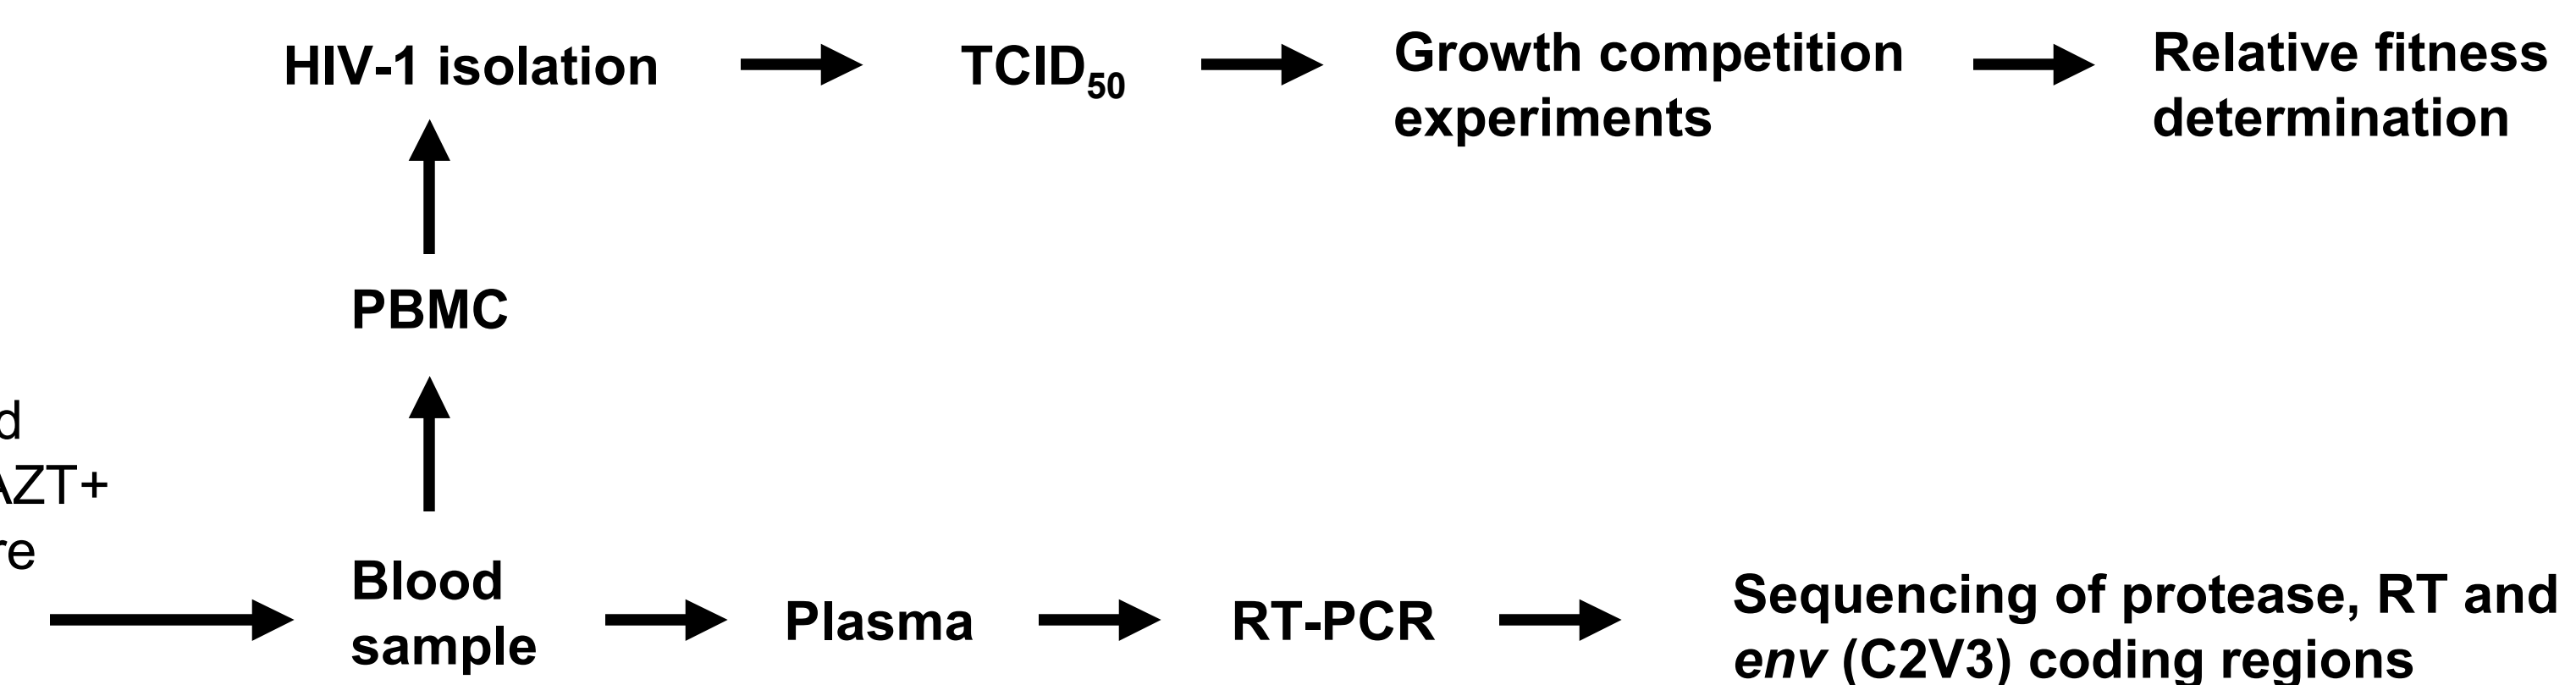 HIV-1 isolation
TCID50
Growth competition
experiments
Relative fitness
determination
PBMC
AZT+
Blood
sample
Plasma
RT-PCR
Sequencing of protease, RT and
env (C2V3) coding regions